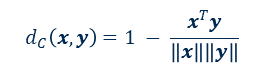 d_C(x, y) = 1 − x^T y / ‖x‖‖y‖